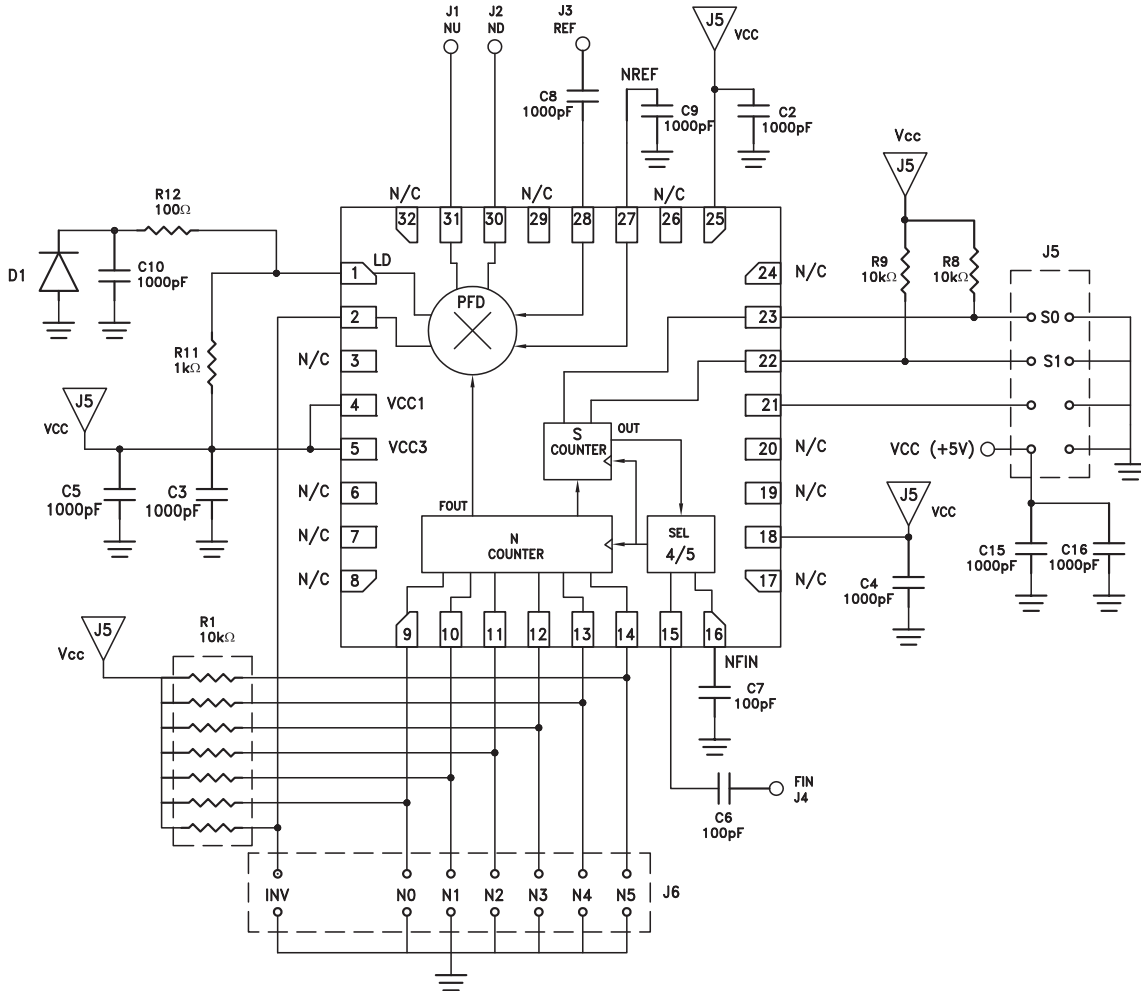 J1
NU
J2
ND
J3
REF
J5
VCC
C8
1000pF
NREF
C9
1000pF
C2
1000pF
Vcc
J5
R12
100Ω
N/C
N/C
N/C
32
31
30
29
28
27
26
25
D1
C10
1000pF
1
LD
PFD
24
N/C
R9
10kΩ
R8
10kΩ
J5
2
23
S0
R11
1kΩ
N/C
3
22
S1
J5
VCC
4
VCC1
21
5
VCC3
S
COUNTER
OUT
20
N/C
VCC (+5V)
C5
1000pF
C3
1000pF
N/C
6
FOUT
19
N/C
J5
VCC
N/C
7
N
COUNTER
SEL
4/5
18
C15
1000pF
C16
1000pF
N/C
8
17
N/C
C4
1000pF
9
10
11
12
13
14
15
16
J5
Vcc
R1
10kΩ
NFIN
C7
100pF
FIN
J4
C6
100pF
INV
N0
N1
N2
N3
N4
N5
J6